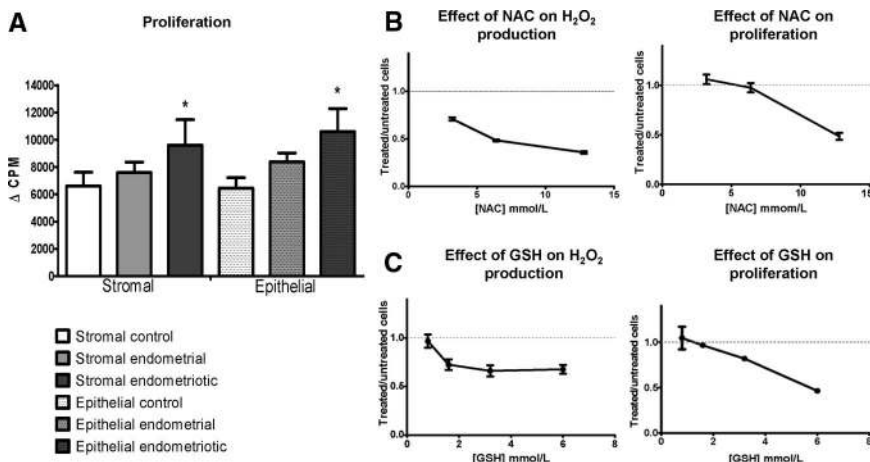 A
Proliferation
Δ CPM
14000
12000
10000
8000
6000
4000
2000
0
*
*
Stromal
Epithelial
Stromal control
Stromal endometrial
Stromal endometriotic
Epithelial control
Epithelial endometrial
Epithelial endometriotic
B
Effect of NAC on H₂O₂
production
Treated/untreated cells
1.0
0.5
0.0
0
5
10
15
[NAC] mmol/L
Effect of NAC on
proliferation
Treated/untreated cells
1.0
0.5
0.0
0
5
10
15
[NAC] mmom/L
C
Effect of GSH on H₂O₂
production
Treated/untreated cells
1.0
0.5
0.0
0
2
4
6
8
[GSH] mmol/L
Effect of GSH on
proliferation
Treated/untreated cells
1.0
0.5
0.0
0
2
4
6
8
[GSH] mmol/L